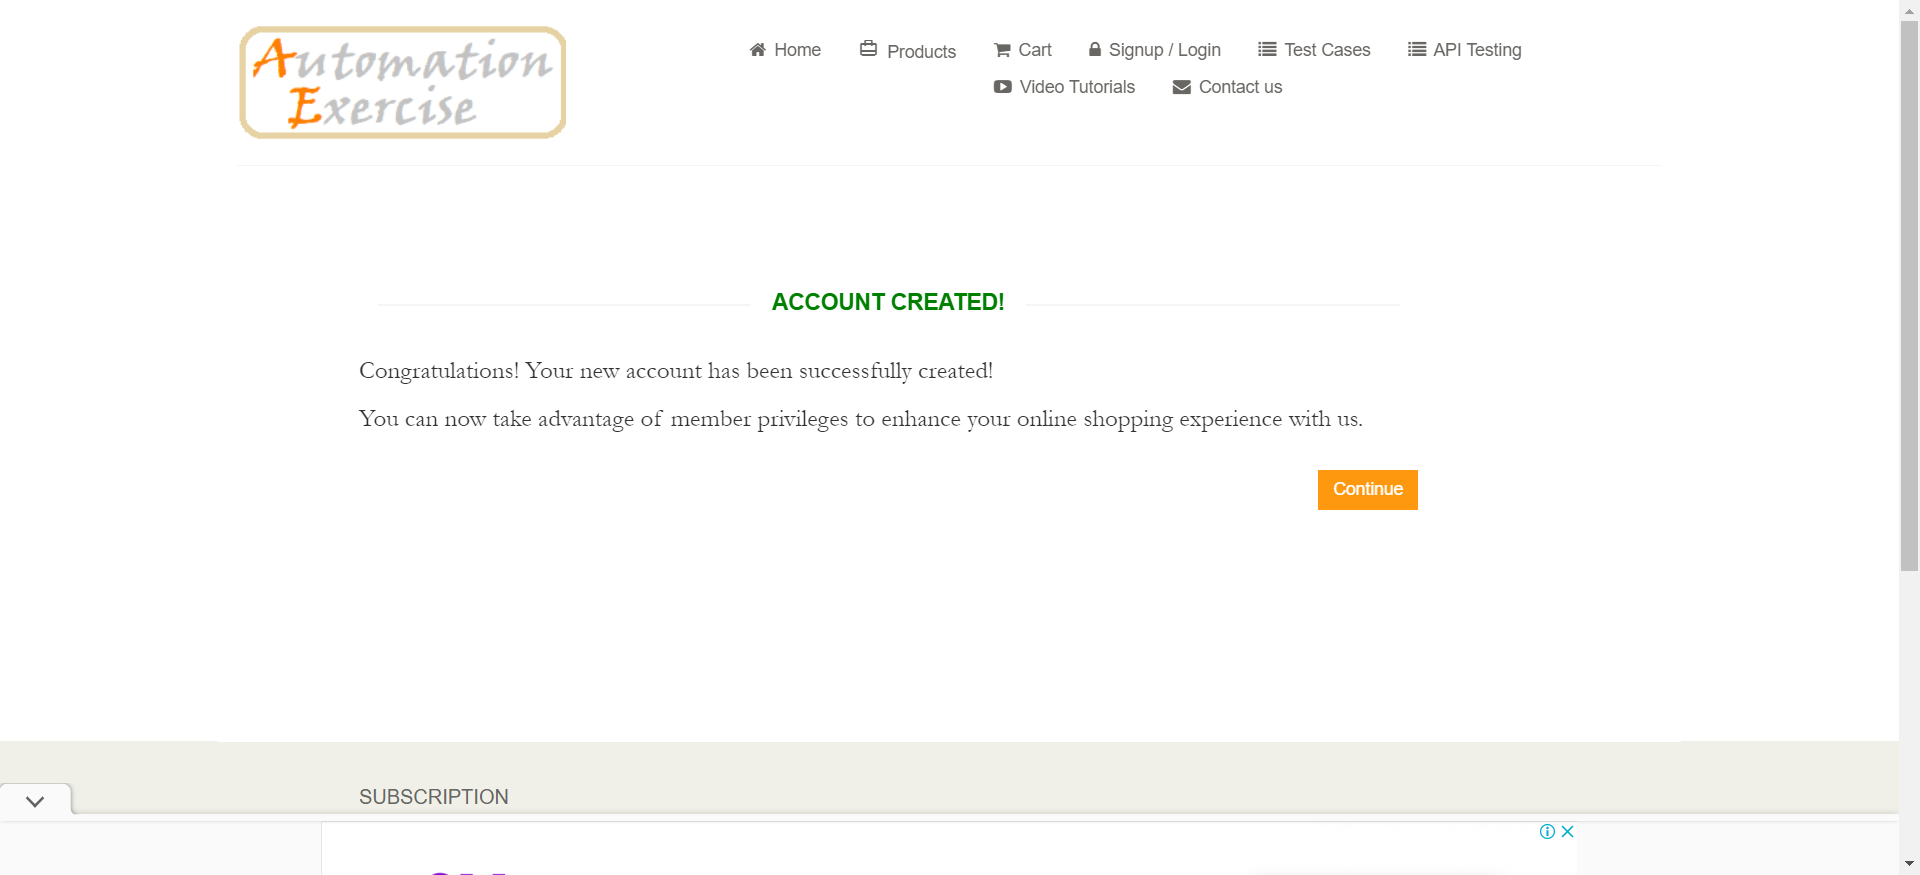 Automation
Exercise
Home
Products
Cart
Signup / Login
Test Cases
API Testing
Video Tutorials
Contact us
ACCOUNT CREATED!
Congratulations! Your new account has been successfully created!
You can now take advantage of member privileges to enhance your online shopping experience with us.
Continue
SUBSCRIPTION